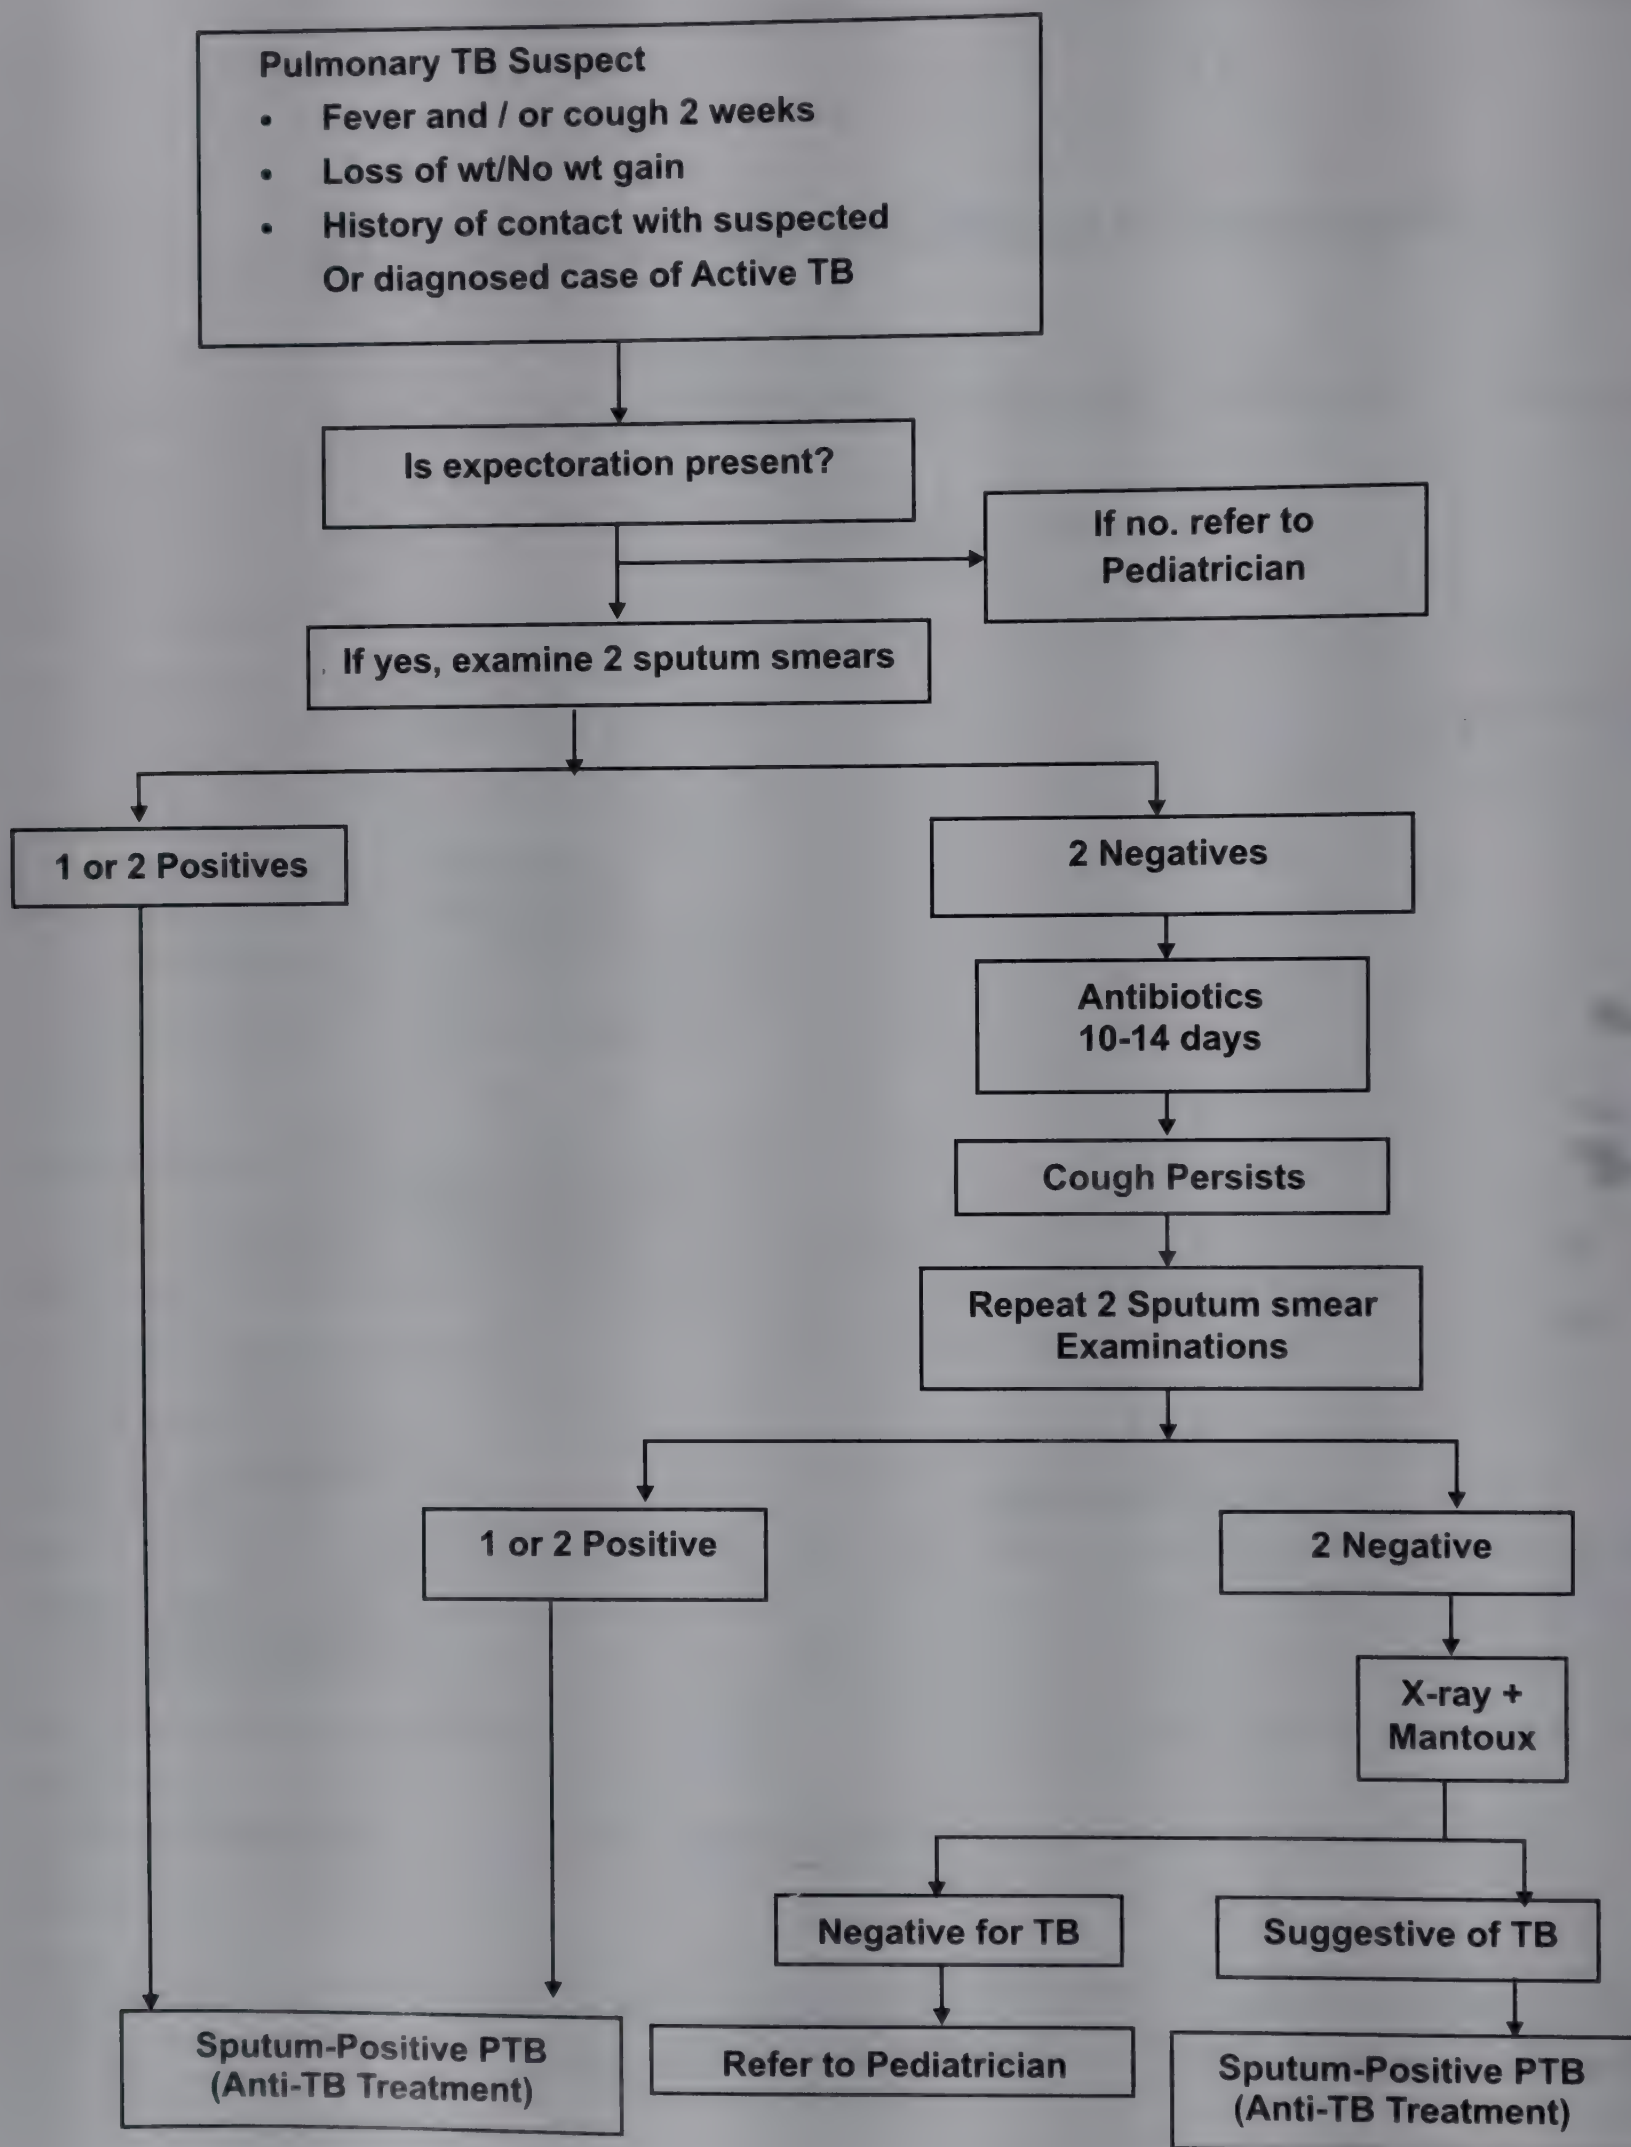 Pulmonary TB Suspect
• Fever and / or cough 2 weeks
• Loss of wt/No wt gain
• History of contact with suspected
Or diagnosed case of Active TB
Is expectoration present?
If no. refer to
Pediatrician
If yes, examine 2 sputum smears
1 or 2 Positives
2 Negatives
Antibiotics
10-14 days
Cough Persists
Repeat 2 Sputum smear
Examinations
1 or 2 Positive
2 Negative
X-ray +
Mantoux
Negative for TB
Suggestive of TB
Sputum-Positive PTB
(Anti-TB Treatment)
Refer to Pediatrician
Sputum-Positive PTB
(Anti-TB Treatment)